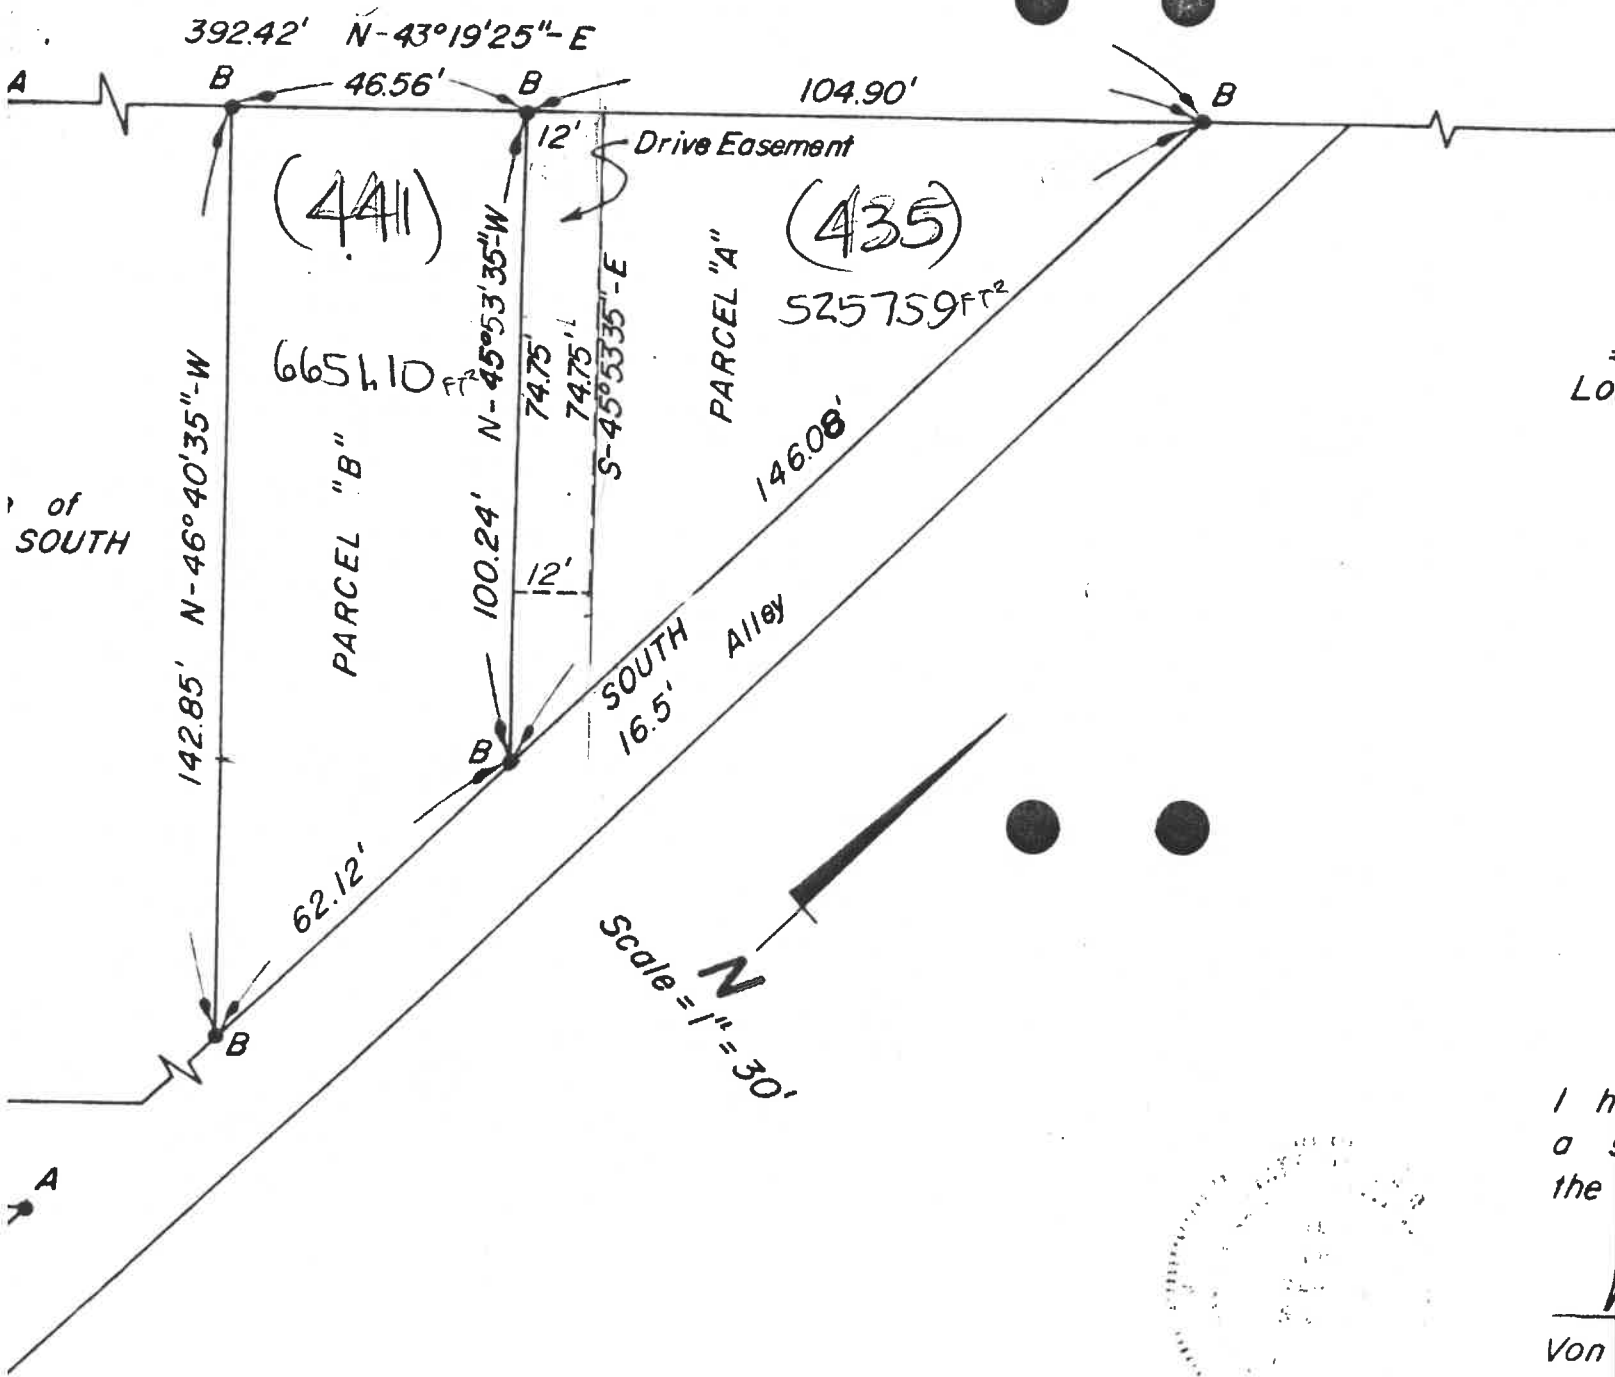 392.42' N-43°19'25"-E
A
B
46.56'
B
104.90'
B
12'
Drive Easement
(441)
(435)
PARCEL "A"
525759 FT²
6651.10 FT²
N-45°53'35"-W
74.75'
74.75'
S-45°53'35"-E
142.85' N-46°40'35"-W
PARCEL "B"
100.24'
12'
146.08'
of
SOUTH
Lo
SOUTH Alley
16.5'
B
62.12'
B
N
Scale = 1" = 30'
A
I h
a s
the
Von